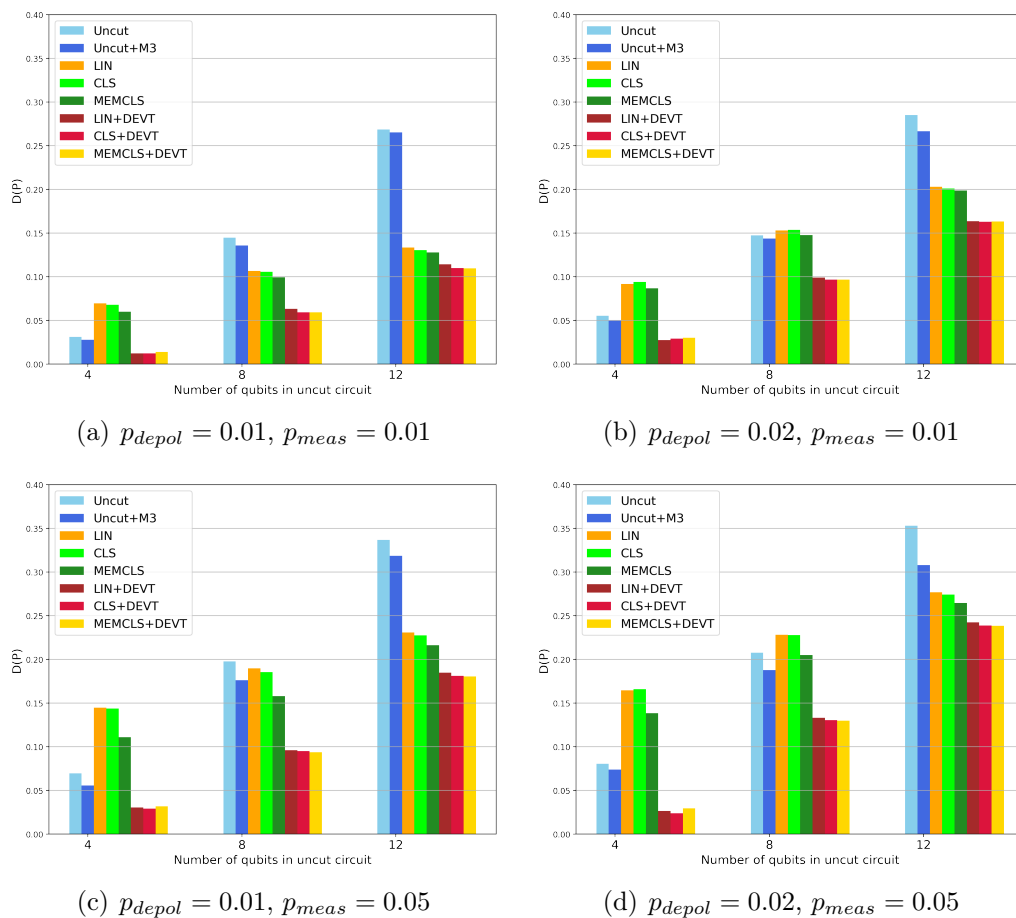 0.40
0.35
0.30
0.25
0.20
0.15
0.10
0.05
0.00
D(P)
Uncut
Uncut+M3
LIN
CLS
MEMCLS
LIN+DEVT
CLS+DEVT
MEMCLS+DEVT
4 8 12
Number of qubits in uncut circuit
(a) p_depol = 0.01, p_meas = 0.01
0.40
0.35
0.30
0.25
0.20
0.15
0.10
0.05
0.00
D(P)
Uncut
Uncut+M3
LIN
CLS
MEMCLS
LIN+DEVT
CLS+DEVT
MEMCLS+DEVT
4 8 12
Number of qubits in uncut circuit
(b) p_depol = 0.02, p_meas = 0.01
0.40
0.35
0.30
0.25
0.20
0.15
0.10
0.05
0.00
D(P)
Uncut
Uncut+M3
LIN
CLS
MEMCLS
LIN+DEVT
CLS+DEVT
MEMCLS+DEVT
4 8 12
Number of qubits in uncut circuit
(c) p_depol = 0.01, p_meas = 0.05
0.40
0.35
0.30
0.25
0.20
0.15
0.10
0.05
0.00
D(P)
Uncut
Uncut+M3
LIN
CLS
MEMCLS
LIN+DEVT
CLS+DEVT
MEMCLS+DEVT
4 8 12
Number of qubits in uncut circuit
(d) p_depol = 0.02, p_meas = 0.05